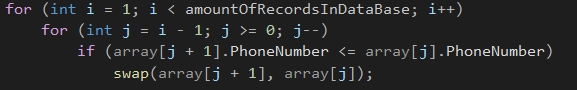 for (int i = 1; i < amountOfRecordsInDataBase; i++)
for (int j = i - 1; j >= 0; j--)
if (array[j + 1].PhoneNumber <= array[j].PhoneNumber)
swap(array[j + 1], array[j]);